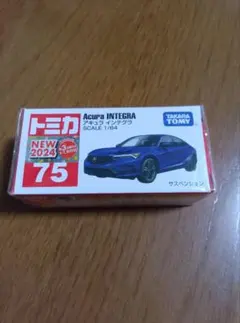 トミカ
NEW
2024
75
Acura INTEGRA
アキュラ インテグラ
SCALE 1/64
TAKARA
TOMY
サスペンション